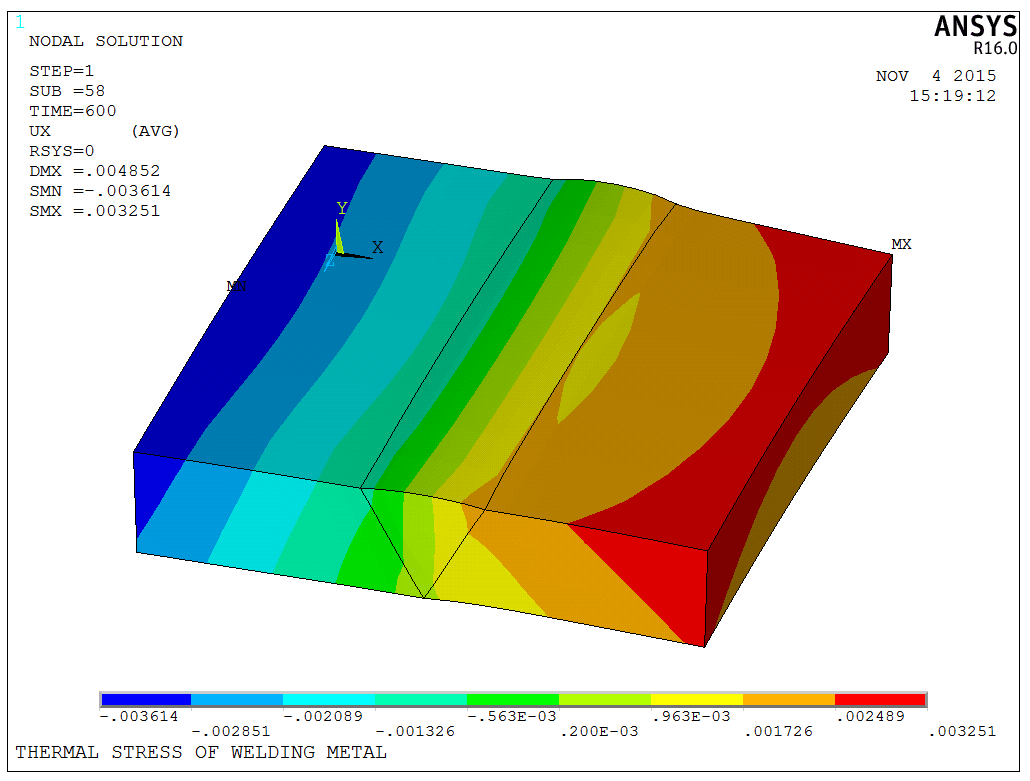 1
NODAL SOLUTION
STEP=1
SUB =58
TIME=600
UX (AVG)
RSYS=0
DMX =.004852
SMN =-.003614
SMX =.003251
ANSYS
R16.0
NOV 4 2015
15:19:12
Y
X
Z
MN
MX
-.003614 -.002089 -.563E-03 .963E-03 .002489
-.002851 -.001326 .200E-03 .001726 .003251
THERMAL STRESS OF WELDING METAL